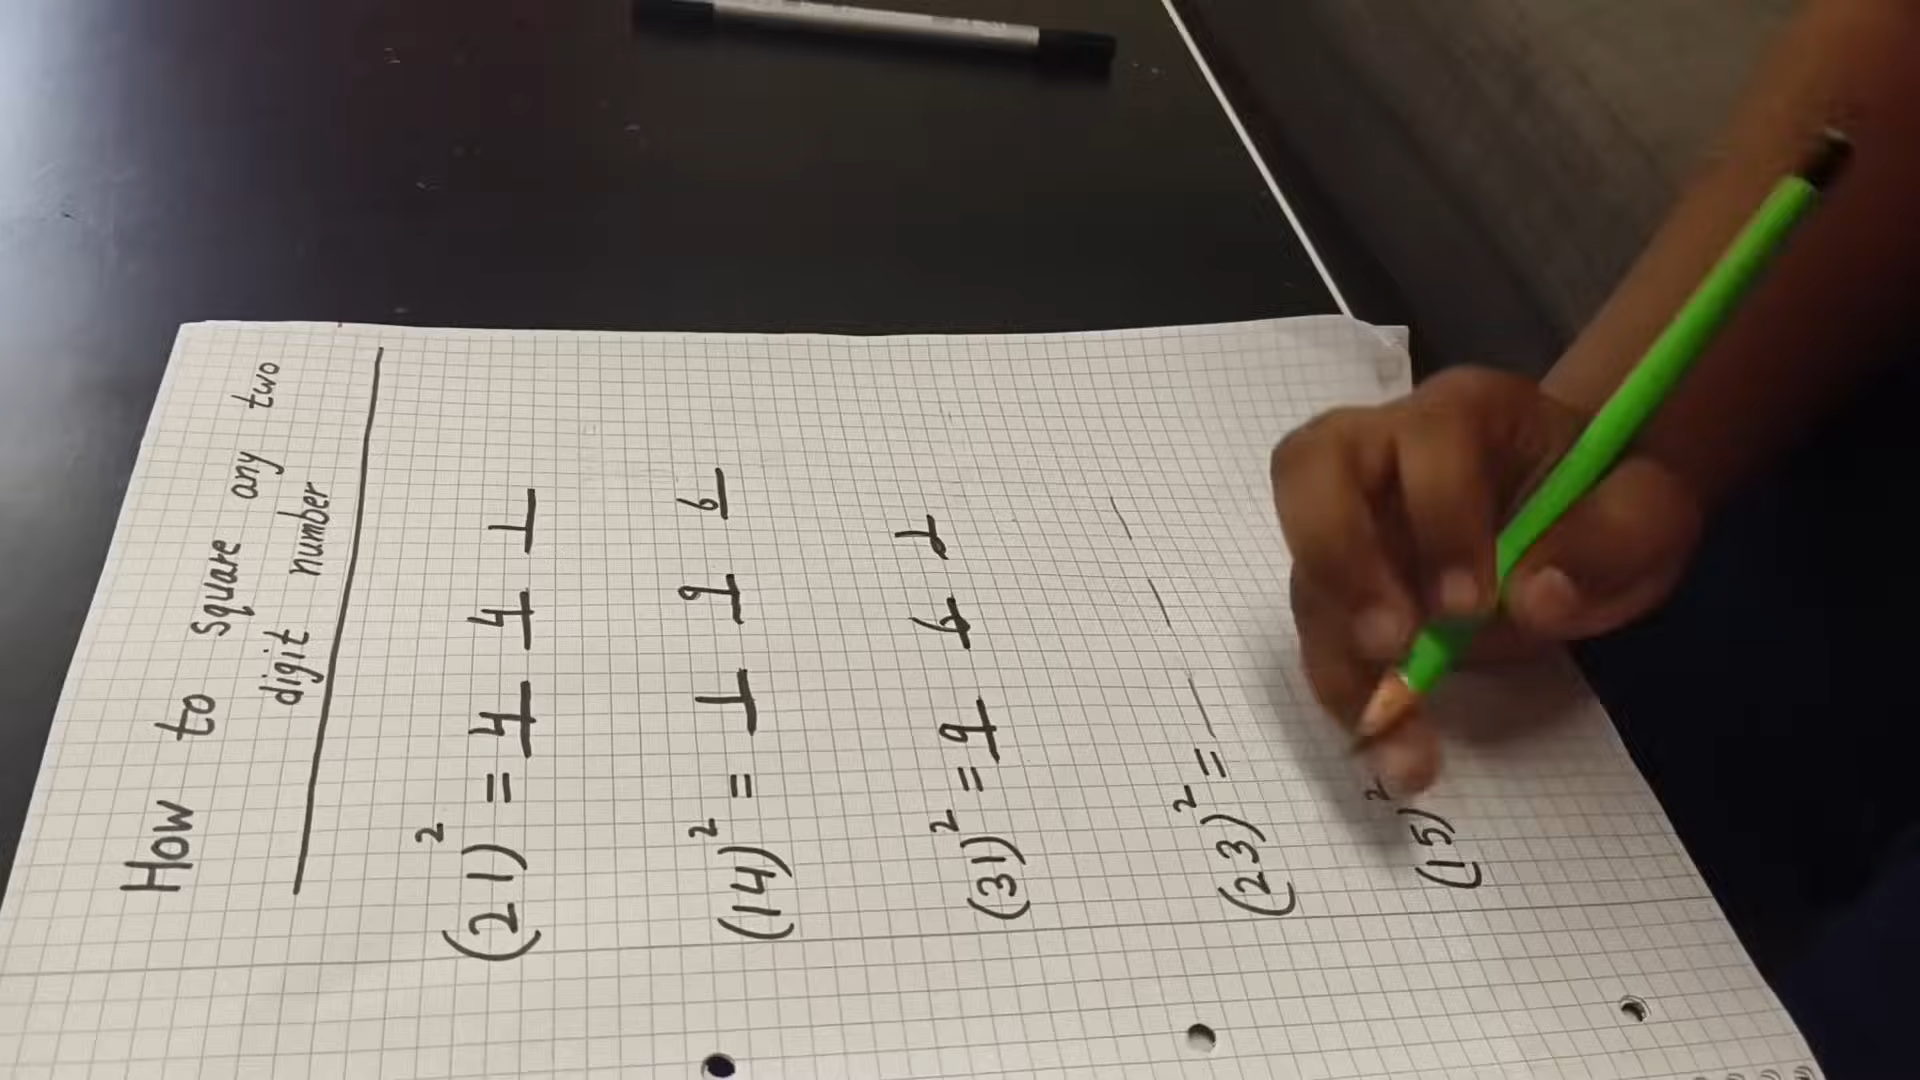 How to square any two
digit number
(21)² = 4 4 1
(14)² = 1 9 6
(31)² = 9 6 1
(23)² = _ _ _
(15)²